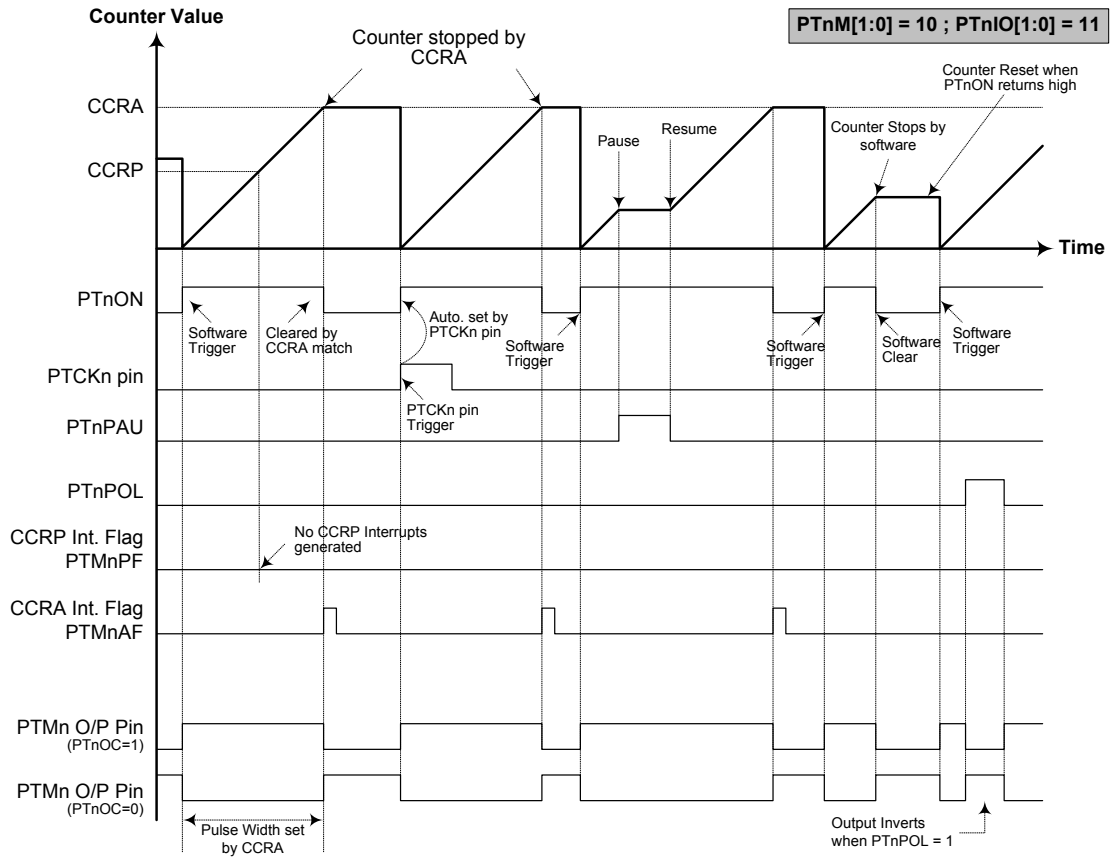 Counter Value
PTnM[1:0] = 10 ; PTnIO[1:0] = 11
Counter stopped by
CCRA
Counter Reset when
PTnON returns high
CCRA
Pause
Resume
Counter Stops by
software
CCRP
Time
PTnON
Software
Trigger
Cleared by
CCRA match
Auto. set by
PTCKn pin
Software
Trigger
Software
Trigger
Software
Clear
Software
Trigger
PTCKn pin
PTCKn pin
Trigger
PTnPAU
PTnPOL
No CCRP Interrupts
generated
CCRP Int. Flag
PTMnPF
CCRA Int. Flag
PTMnAF
PTMn O/P Pin
(PTnOC=1)
PTMn O/P Pin
(PTnOC=0)
Pulse Width set
by CCRA
Output Inverts
when PTnPOL = 1